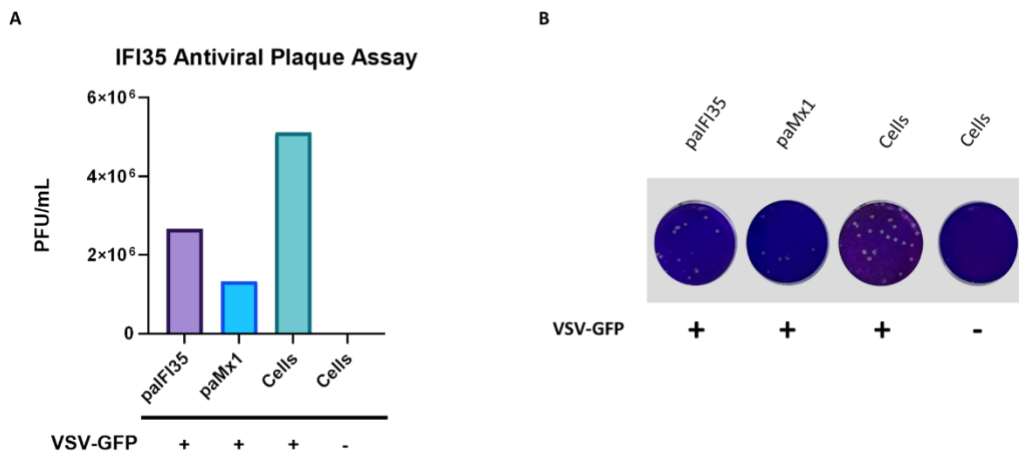 A
IFI35 Antiviral Plaque Assay
6×10⁶
4×10⁶
2×10⁶
0
PFU/mL
paIFI35
paMx1
Cells
Cells
VSV-GFP + + + -
B
paIFI35
paMx1
Cells
Cells
VSV-GFP + + + -